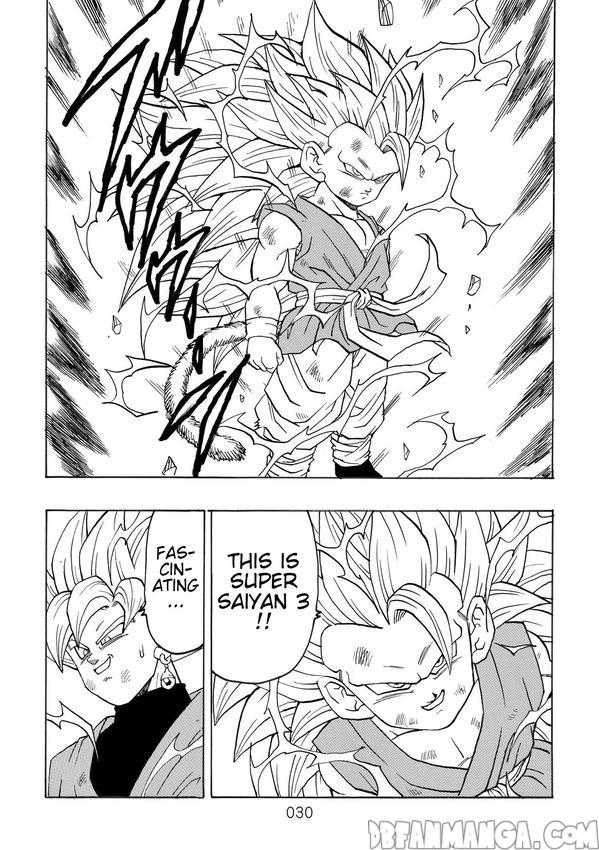 THIS IS
SUPER
SAIYAN 3
!!
FAS-
CIN-
ATING
...
030
DBFANMANGA.COM